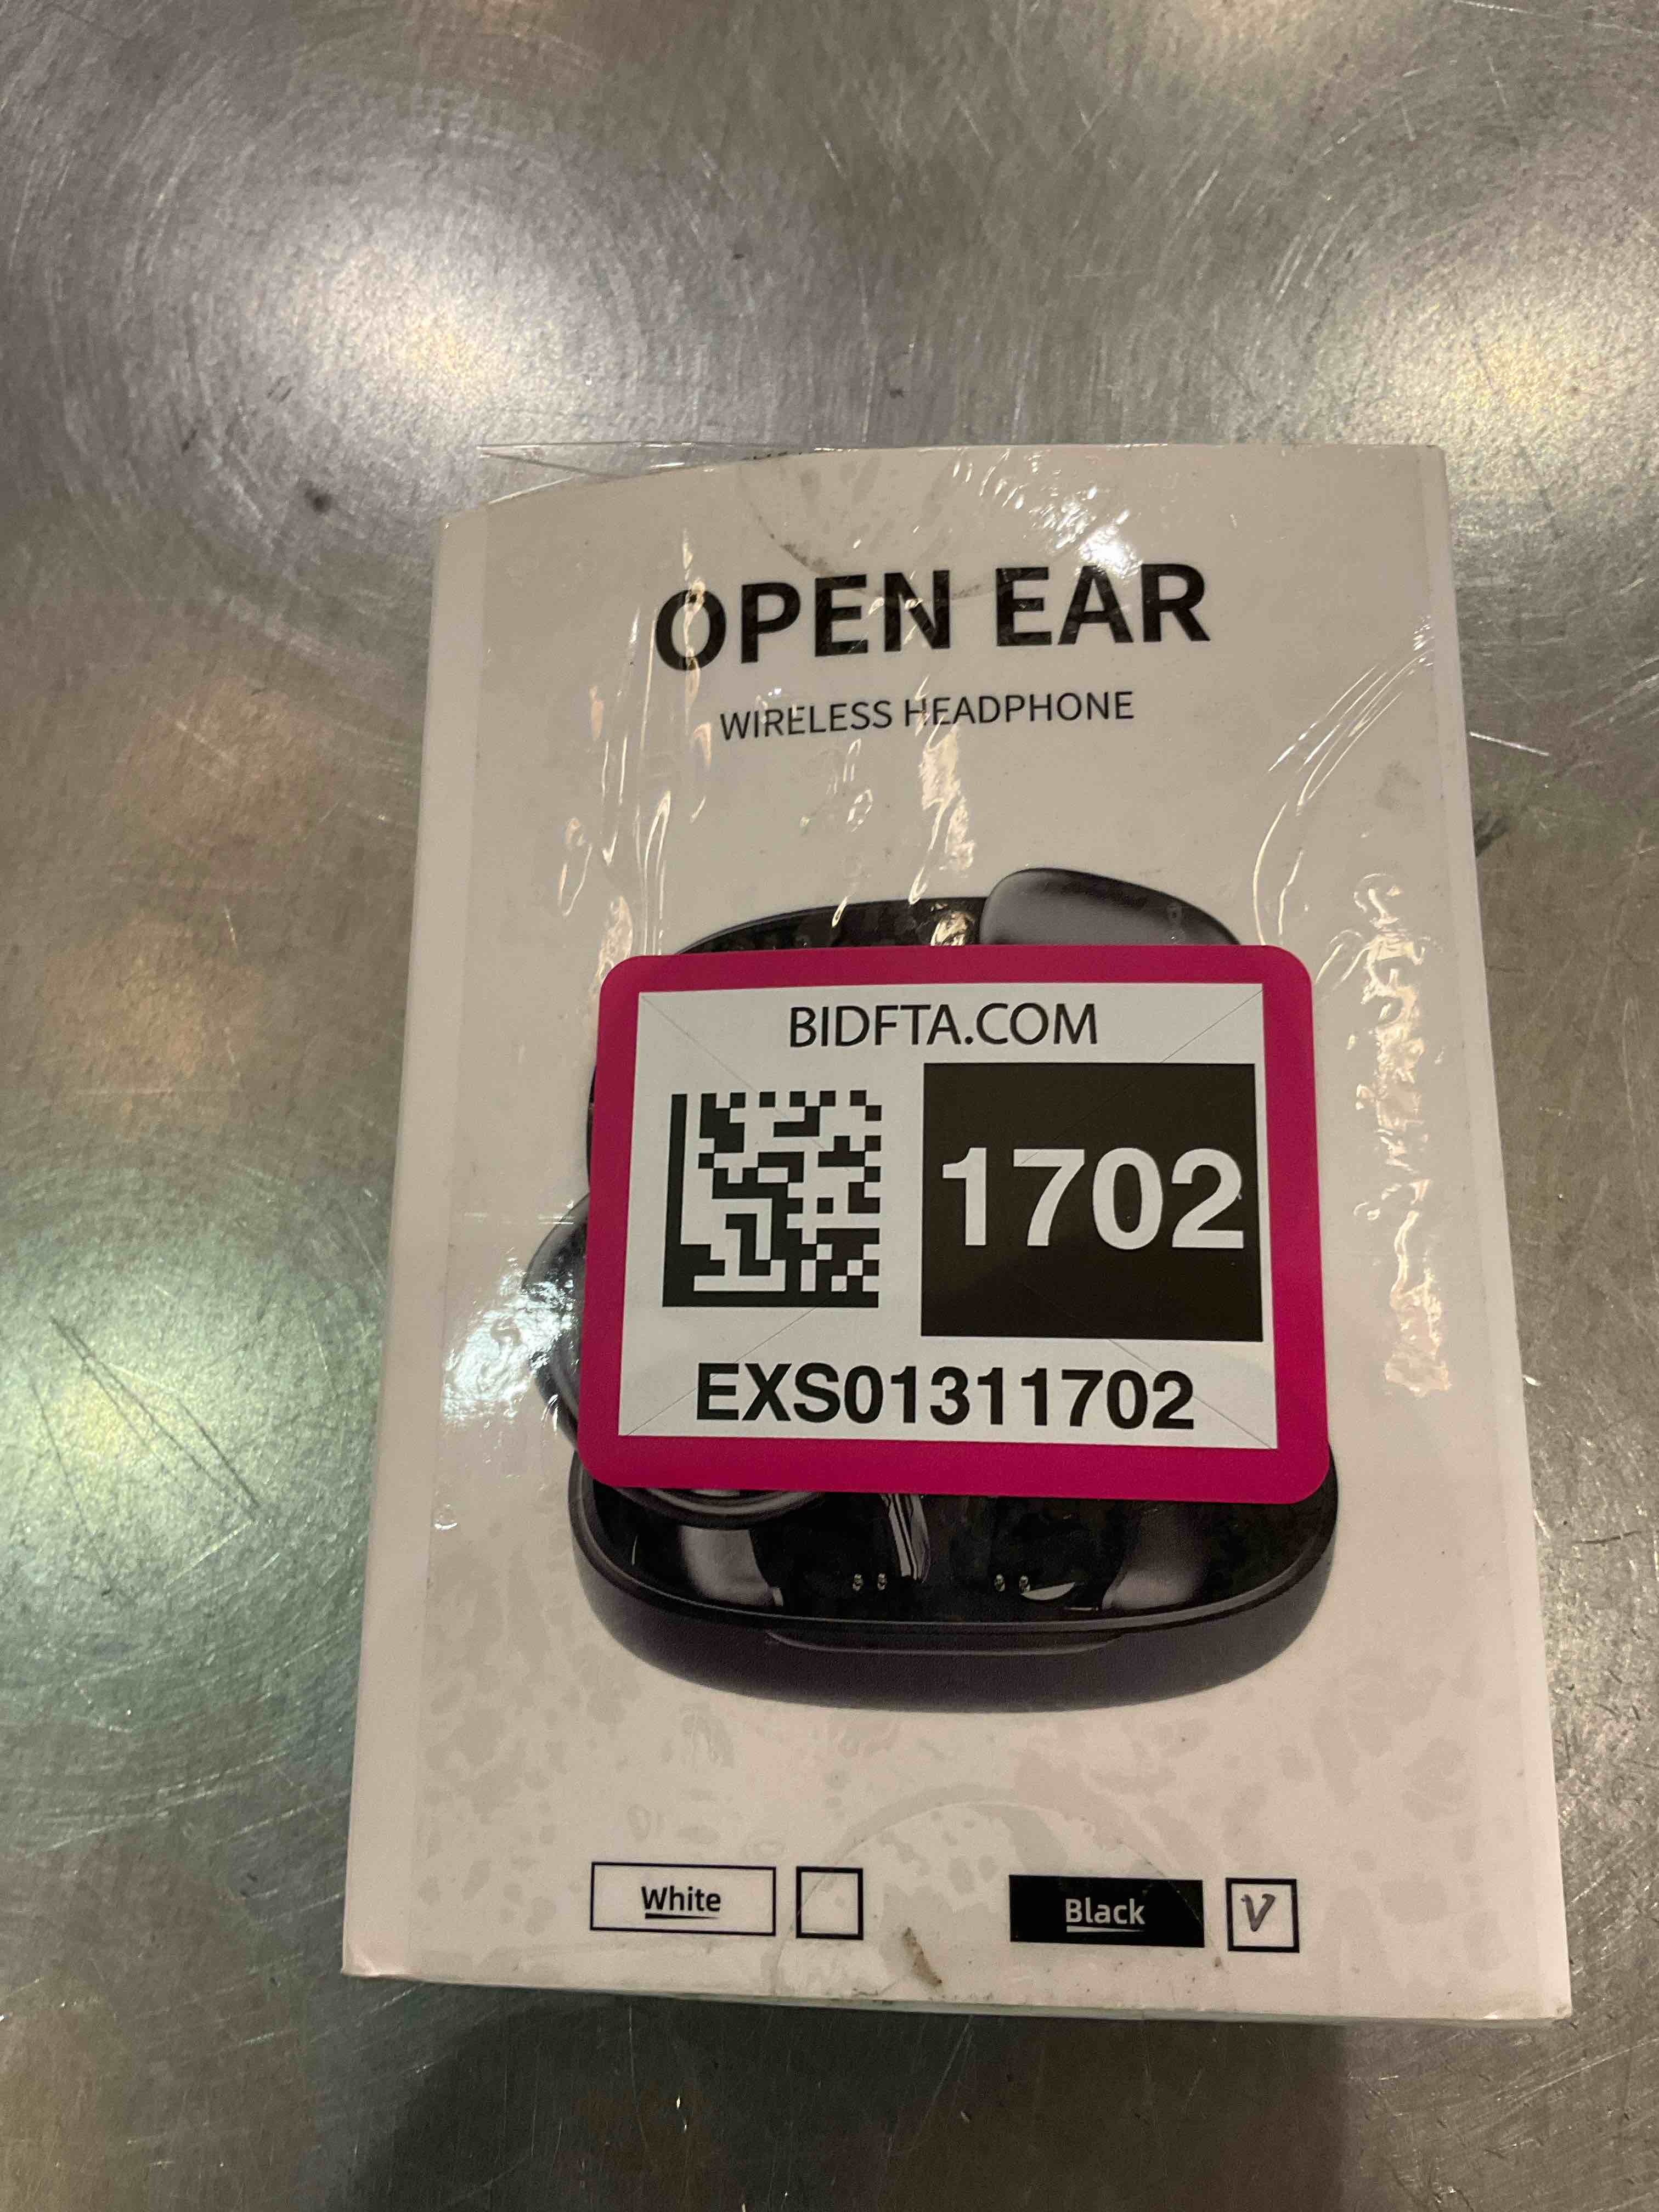 OPEN EAR
WIRELESS HEADPHONE
BIDFTA.COM
1702
EXS01311702
White
Black V